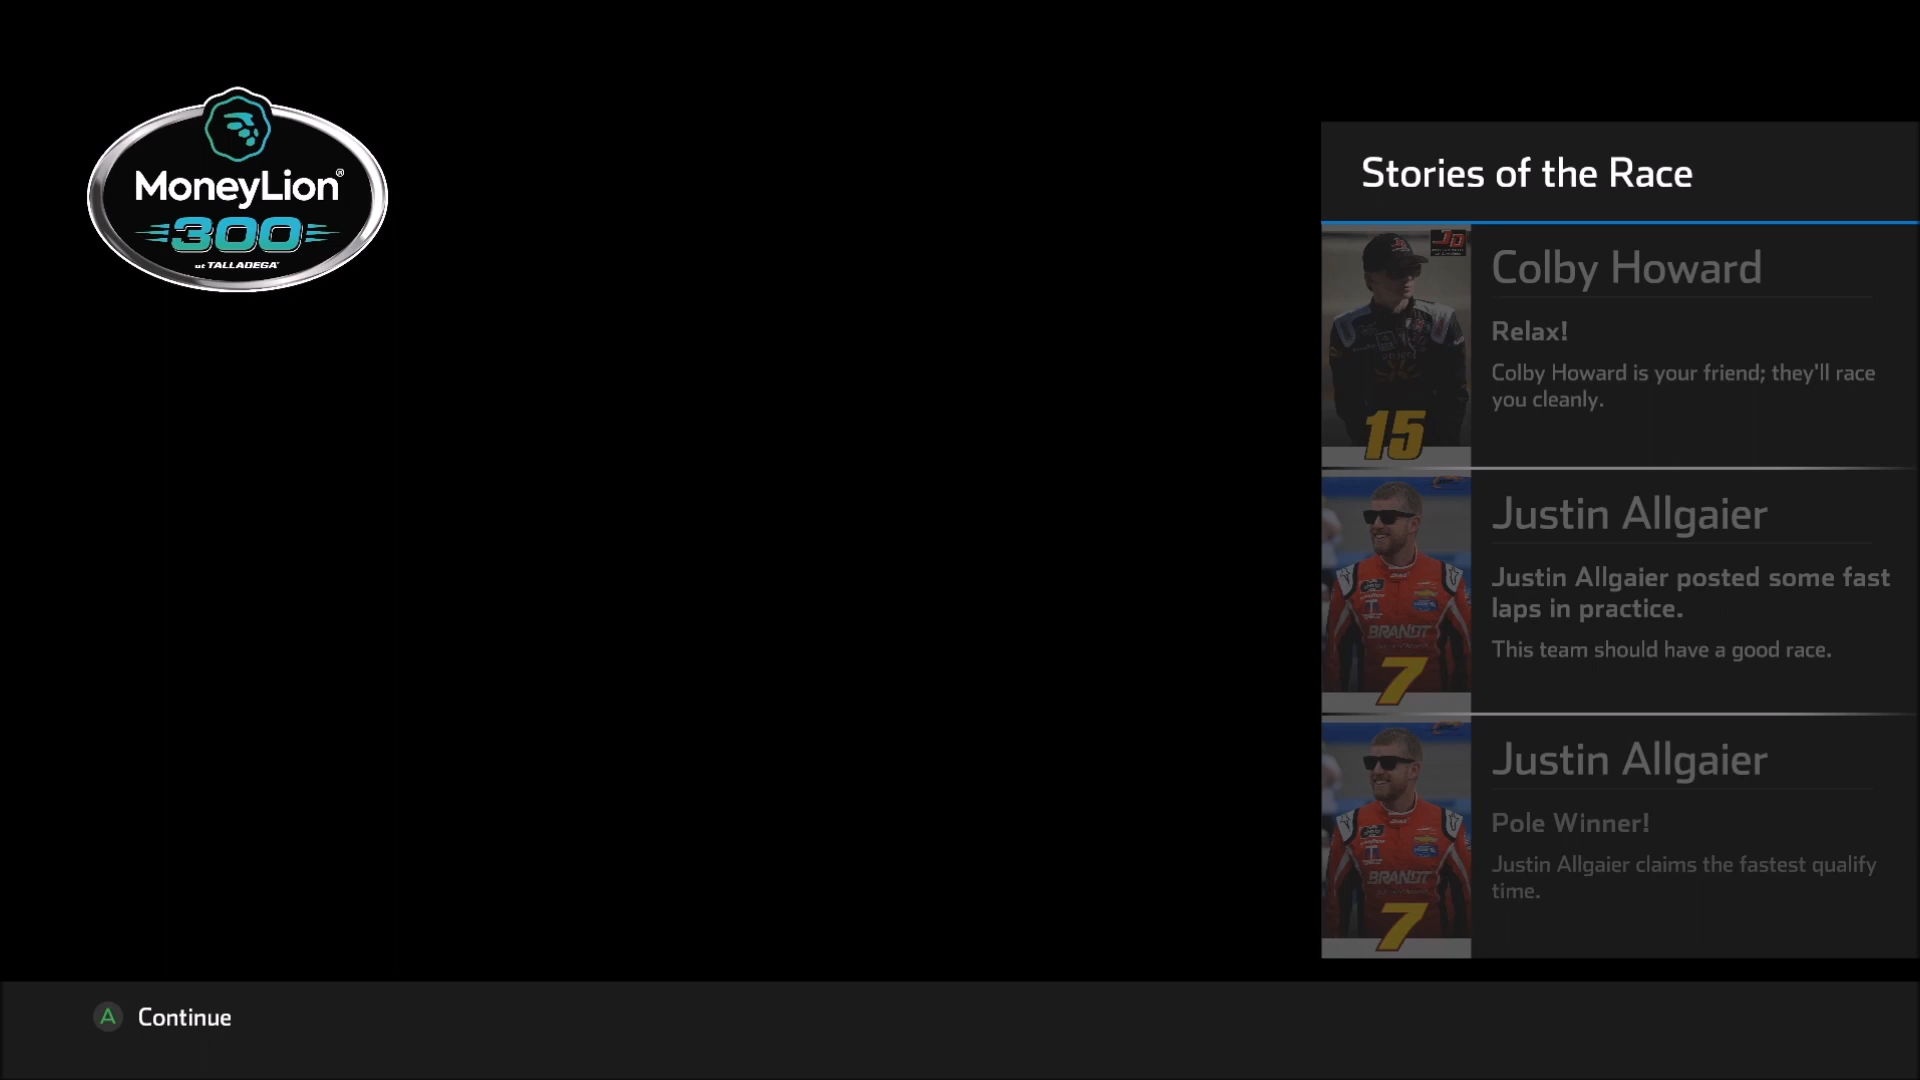 MoneyLion®
300
at TALLADEGA
Stories of the Race
Colby Howard
Relax!
Colby Howard is your friend; they'll race
you cleanly.
15
Justin Allgaier
Justin Allgaier posted some fast
laps in practice.
This team should have a good race.
BRANDT
7
Justin Allgaier
Pole Winner!
Justin Allgaier claims the fastest qualify
time.
BRANDT
7
A Continue